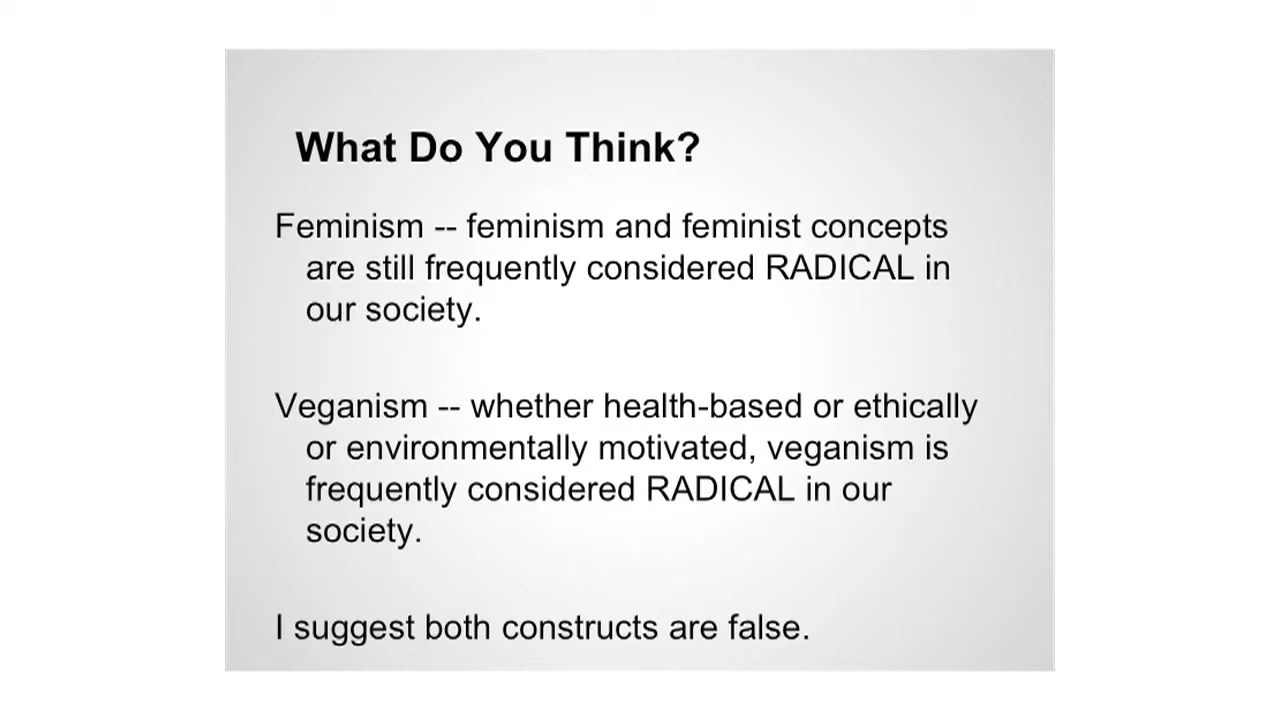 What Do You Think?
Feminism -- feminism and feminist concepts
are still frequently considered RADICAL in
our society.
Veganism -- whether health-based or ethically
or environmentally motivated, veganism is
frequently considered RADICAL in our
society.
I suggest both constructs are false.